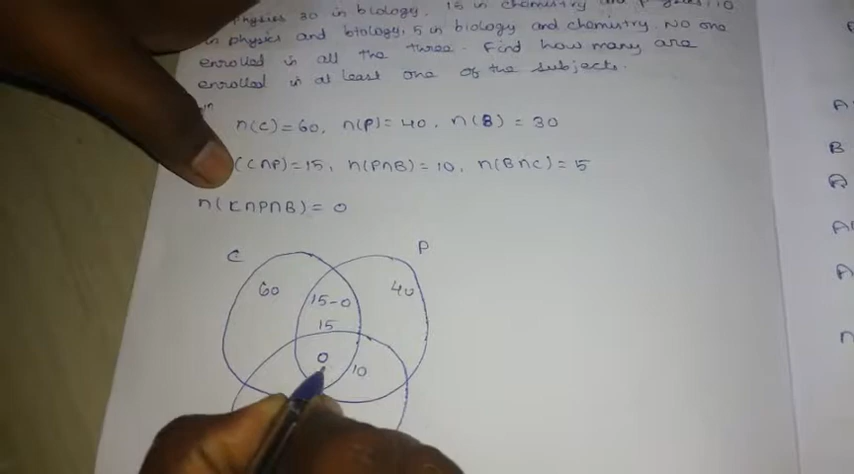 physics 30 in biology. 15 in chemistry and 10
in physics and biology, 5 in biology and chemistry. No one
enrolled in all the three. Find how many are
enrolled in at least one of the subjects.
n(C)=60, n(P)=40, n(B)=30
(C∩P)=15, n(P∩B)=10, n(B∩C)=5
n(C∩P∩B)=0
C P
60 15-0 40
15
0 10
A
B
A
A
A
n